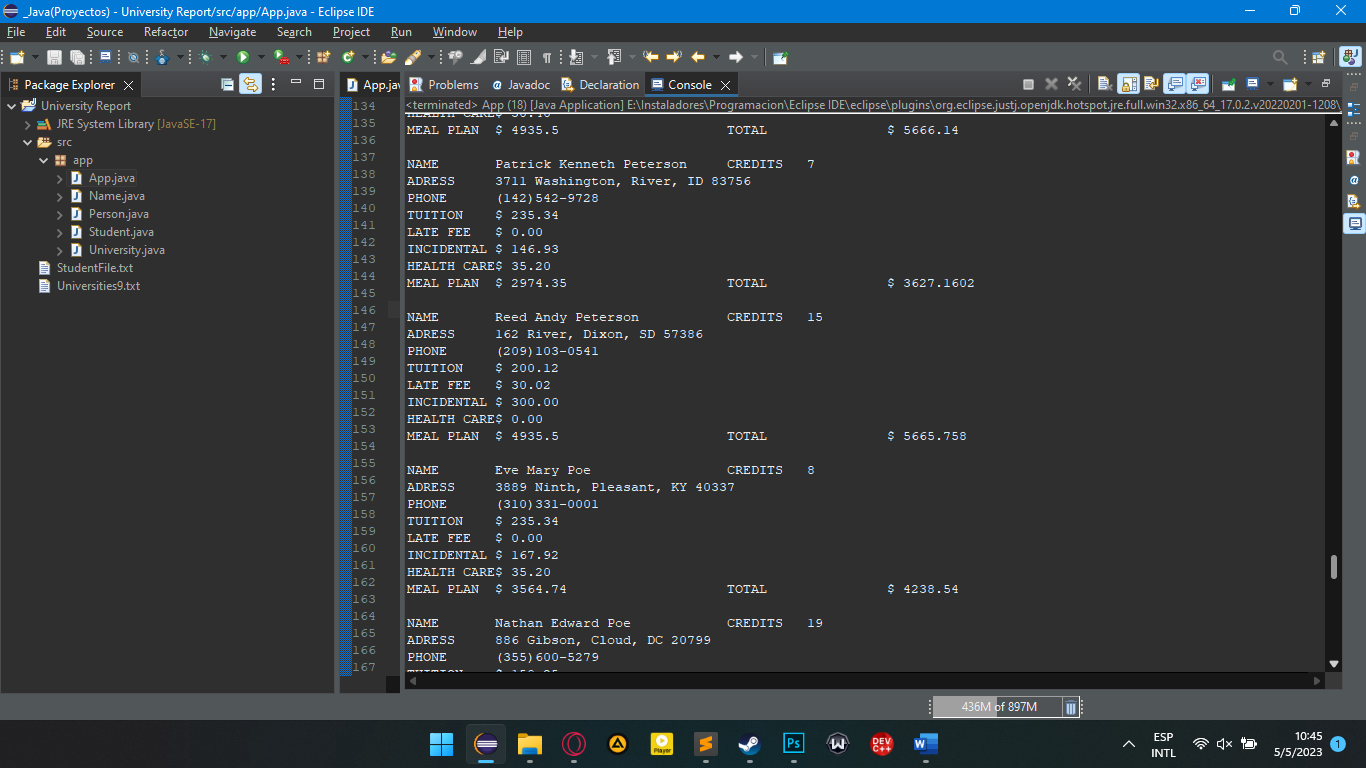 _Java(Proyectos) - University Report/src/app/App.java - Eclipse IDE
File Edit Source Refactor Navigate Search Project Run Window Help
Package Explorer
University Report
JRE System Library [JavaSE-17]
src
app
App.java
Name.java
Person.java
Student.java
University.java
StudentFile.txt
Universities9.txt
App.jav
134
135
136
137
138
139
140
141
142
143
144
145
146
147
148
149
150
151
152
153
154
155
156
157
158
159
160
161
162
163
164
165
166
167
Problems Javadoc Declaration Console
<terminated> App (18) [Java Application] E:\Instaladores\Programacion\Eclipse IDE\eclipse\plugins\org.eclipse.justj.openjdk.hotspot.jre.full.win32.x86_64_17.0.2.v20220201-1208\
MEAL PLAN $ 4935.5 TOTAL $ 5666.14
NAME Patrick Kenneth Peterson CREDITS 7
ADRESS 3711 Washington, River, ID 83756
PHONE (142)542-9728
TUITION $ 235.34
LATE FEE $ 0.00
INCIDENTAL $ 146.93
HEALTH CARE$ 35.20
MEAL PLAN $ 2974.35 TOTAL $ 3627.1602
NAME Reed Andy Peterson CREDITS 15
ADRESS 162 River, Dixon, SD 57386
PHONE (209)103-0541
TUITION $ 200.12
LATE FEE $ 30.02
INCIDENTAL $ 300.00
HEALTH CARE$ 0.00
MEAL PLAN $ 4935.5 TOTAL $ 5665.758
NAME Eve Mary Poe CREDITS 8
ADRESS 3889 Ninth, Pleasant, KY 40337
PHONE (310)331-0001
TUITION $ 235.34
LATE FEE $ 0.00
INCIDENTAL $ 167.92
HEALTH CARE$ 35.20
MEAL PLAN $ 3564.74 TOTAL $ 4238.54
NAME Nathan Edward Poe CREDITS 19
ADRESS 886 Gibson, Cloud, DC 20799
PHONE (355)600-5279
436M of 897M
Player
Ps
DEV C++
W
ESP
INTL
10:45
5/5/2023
1